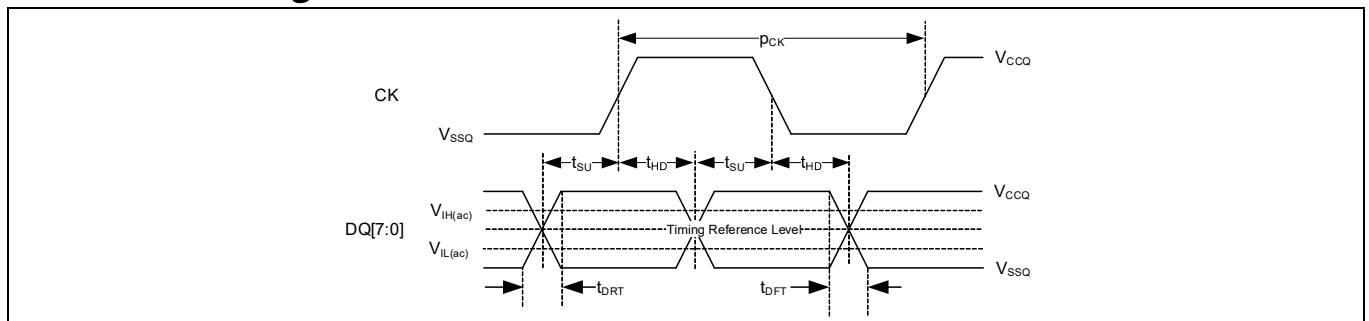 g
pCK
VCCQ
CK
VSSQ
tSU tHD tSU tHD
VCCQ
VIH(ac)
DQ[7:0] Timing Reference Level
VIL(ac)
VSSQ
tDRT tDFT